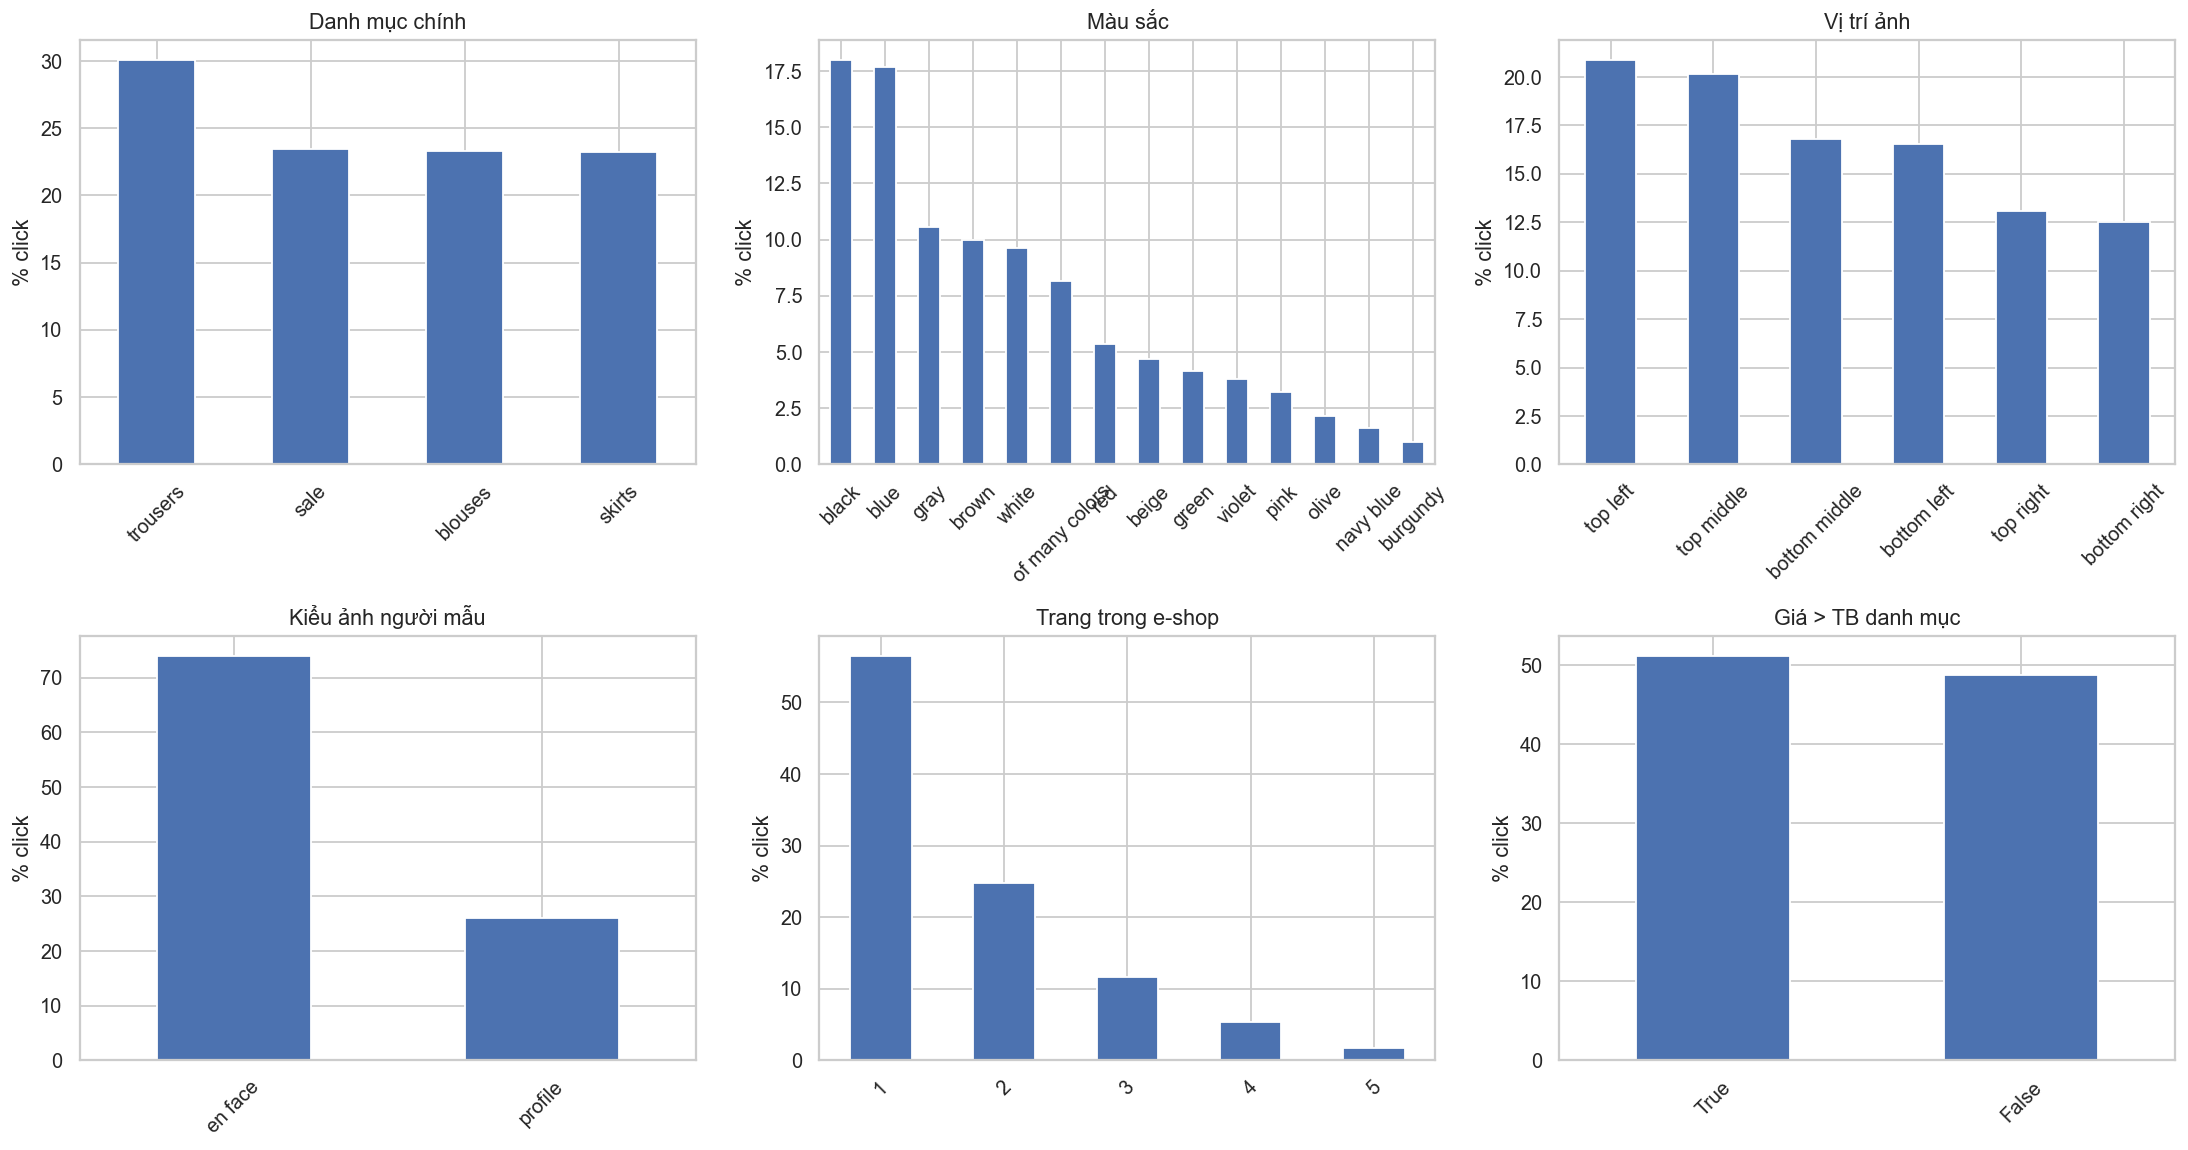 Danh mục chính
% click
30
25
20
15
10
5
0
trousers
sale
blouses
skirts
Màu sắc
% click
17.5
15.0
12.5
10.0
7.5
5.0
2.5
0.0
black
blue
gray
brown
white
of many colors
red
beige
green
violet
pink
olive
navy blue
burgundy
Vị trí ảnh
% click
20.0
17.5
15.0
12.5
10.0
7.5
5.0
2.5
0.0
top left
top middle
bottom middle
bottom left
top right
bottom right
Kiểu ảnh người mẫu
% click
70
60
50
40
30
20
10
0
en face
profile
Trang trong e-shop
% click
50
40
30
20
10
0
1
2
3
4
5
Giá > TB danh mục
% click
50
40
30
20
10
0
True
False